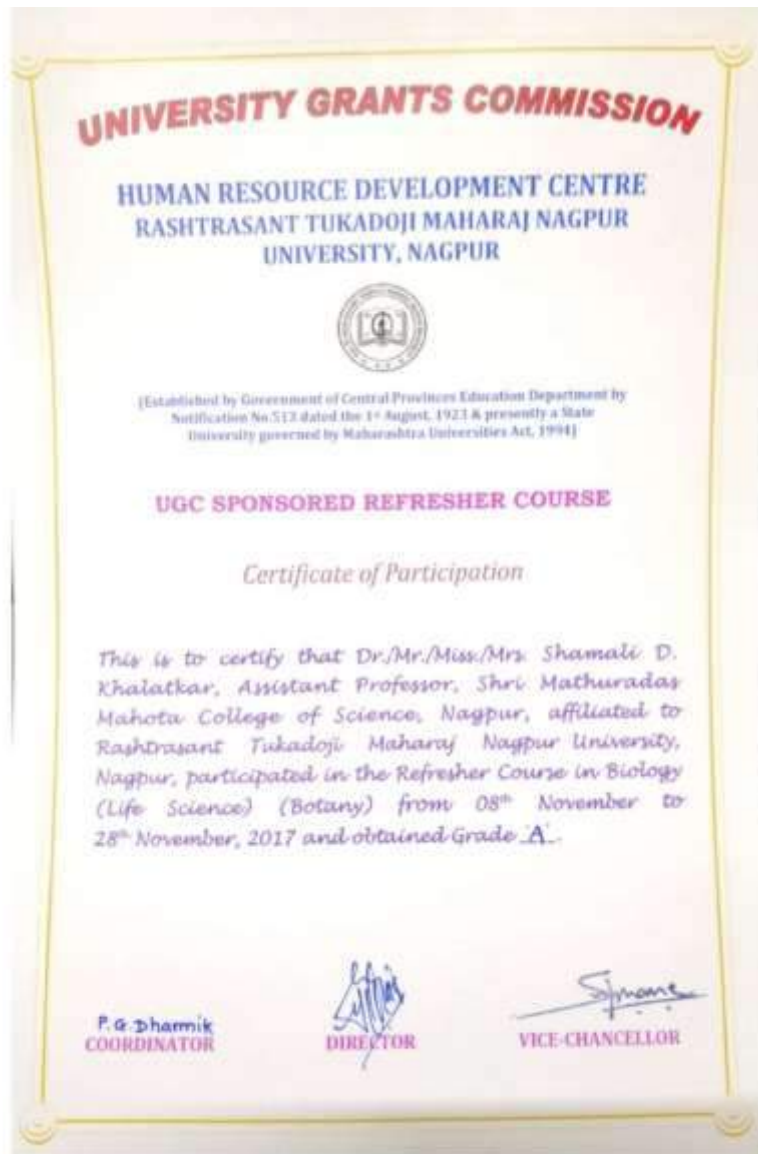 UNIVERSITY GRANTS COMMISSION
HUMAN RESOURCE DEVELOPMENT CENTRE
RASHTRASANT TUKADOJI MAHARAJ NAGPUR
UNIVERSITY, NAGPUR
(Established by Government of Central Provinces Education Department by
Notification No.513 dated the 1st August, 1923 & presently a State
University governed by Maharashtra Universities Act, 1994)
UGC SPONSORED REFRESHER COURSE
Certificate of Participation
This is to certify that Dr./Mr./Miss./Mrs. Shamali D.
Khalatkar, Assistant Professor, Shri Mathuradas
Mahota College of Science, Nagpur, affiliated to
Rashtrasant Tukadoji Maharaj Nagpur University,
Nagpur, participated in the Refresher Course in Biology
(Life Science) (Botany) from 08th November to
28th November, 2017 and obtained Grade 'A'.
P.G.Dharmik
COORDINATOR
DIRECTOR
VICE-CHANCELLOR